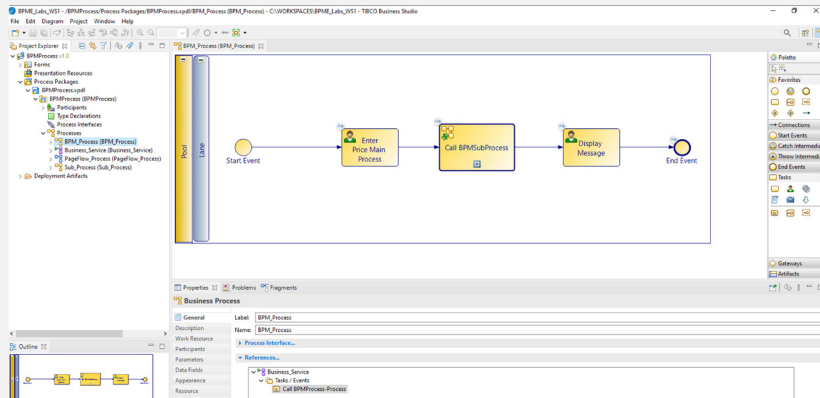 BPME_Labs_WS1 - /BPMProcess/Process Packages/BPMProcess.xpdl/BPM_Process (BPM_Process) - C:\WORKSPACES\BPME_Labs_WS1 - TIBCO Business Studio
File Edit Diagram Project Window Help
Project Explorer
BPMProcess v1.0
Forms
Presentation Resources
Process Packages
BPMProcess.xpdl
BPMProcess (BPMProcess)
Participants
Type Declarations
Process Interfaces
Processes
BPM_Process (BPM_Process)
Business_Service (Business_Service)
PageFlow_Process (PageFlow_Process)
Sub_Process (Sub_Process)
Deployment Artifacts
BPM_Process (BPM_Process)
Pool
Lane
Start Event
Enter
Price Main
Process
Call BPMSubProcess
Display
Message
End Event
Palette
Favorites
Connections
Start Events
Catch Intermedi
Throw Intermedi
End Events
Tasks
Gateways
Artifacts
Outline
Properties
Problems
Fragments
Business Process
General
Description
Work Resource
Participants
Parameters
Data Fields
Appearance
Resource
Label: BPM_Process
Name: BPM_Process
Process Interface...
References...
Business_Service
Tasks / Events
Call BPMProcess-Process